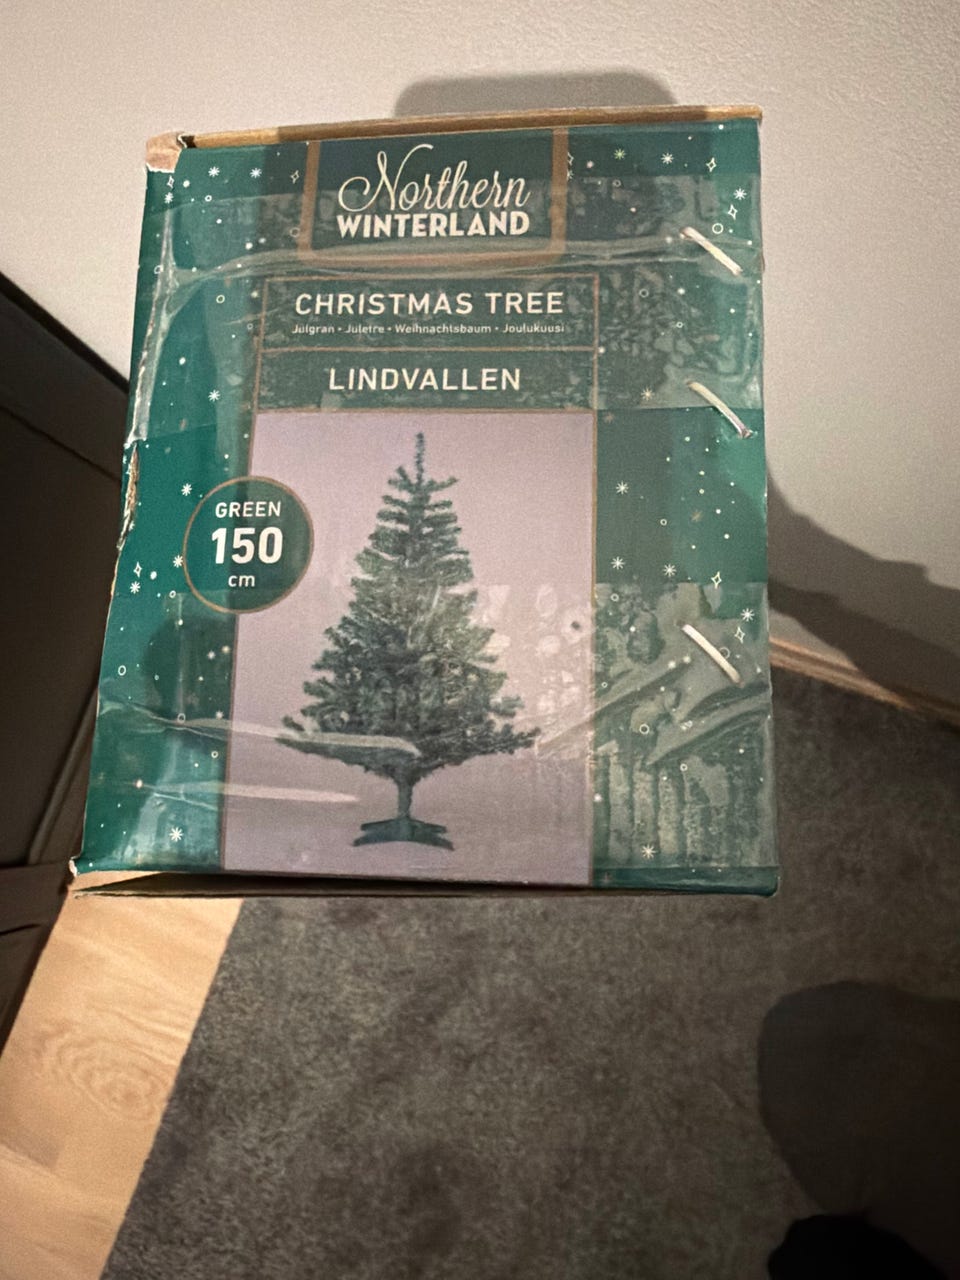 Northern
WINTERLAND
CHRISTMAS TREE
Julgran • Juletre • Weihnachtsbaum • Joulukuusi
LINDVALLEN
GREEN
150
cm